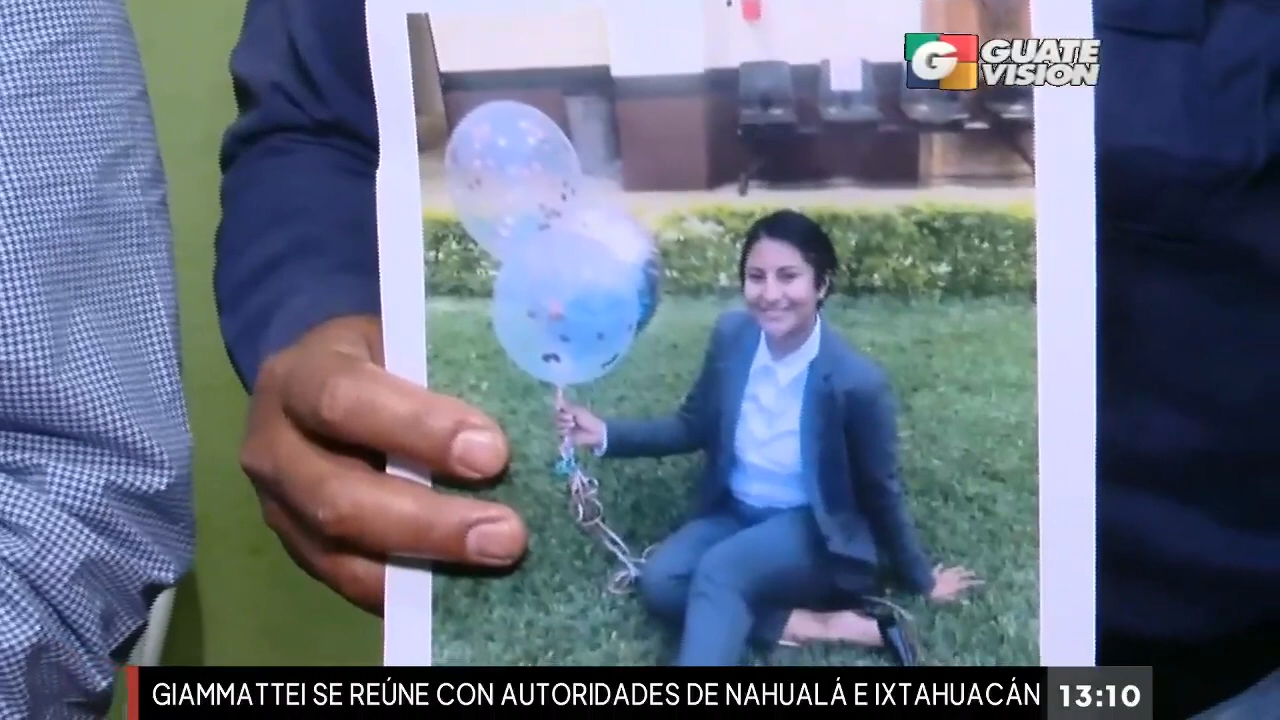 G GUATE
VISION
GIAMMATTEI SE REÚNE CON AUTORIDADES DE NAHUALÁ E IXTAHUACÁN 13:10